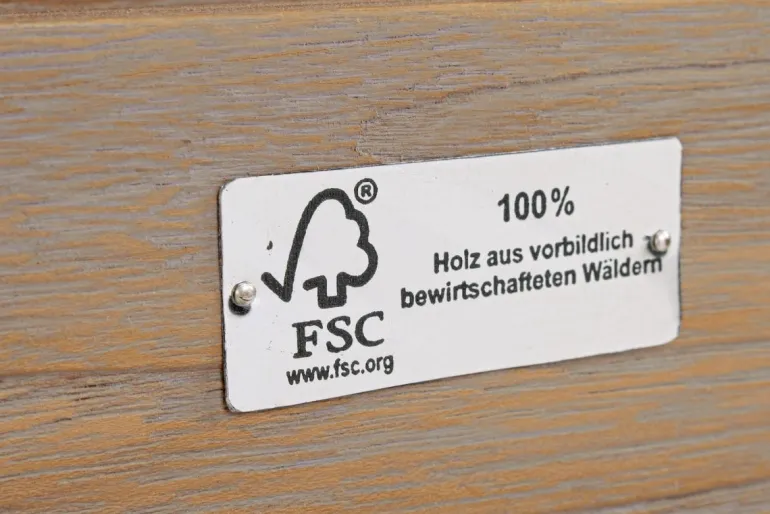 ®
FSC
www.fsc.org
100%
Holz aus vorbildlich
bewirtschafteten Wäldern